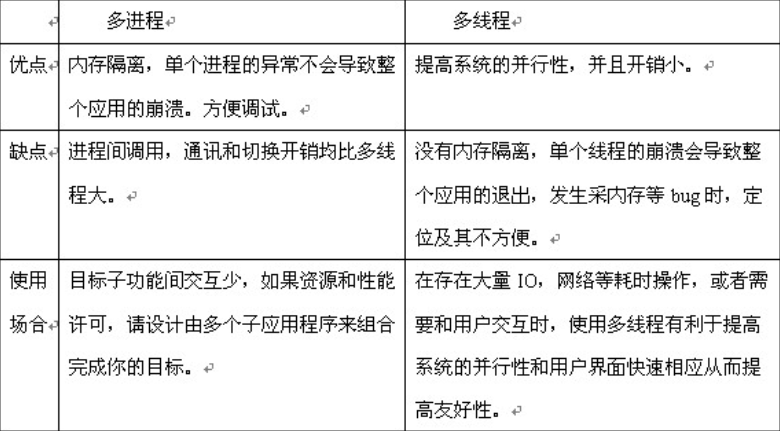 多进程
多线程
优点
内存隔离，单个进程的异常不会导致整
个应用的崩溃。方便调试。
提高系统的并行性，并且开销小。
缺点
进程间调用，通讯和切换开销均比多线
程大。
没有内存隔离，单个线程的崩溃会导致整
个应用的退出，发生采内存等 bug 时，定
位及其不方便。
使用
场合
目标子功能间交互少，如果资源和性能
许可，请设计由多个子应用程序来组合
完成你的目标。
在存在大量 IO，网络等耗时操作，或者需
要和用户交互时，使用多线程有利于提高
系统的并行性和用户界面快速相应从而提
高友好性。